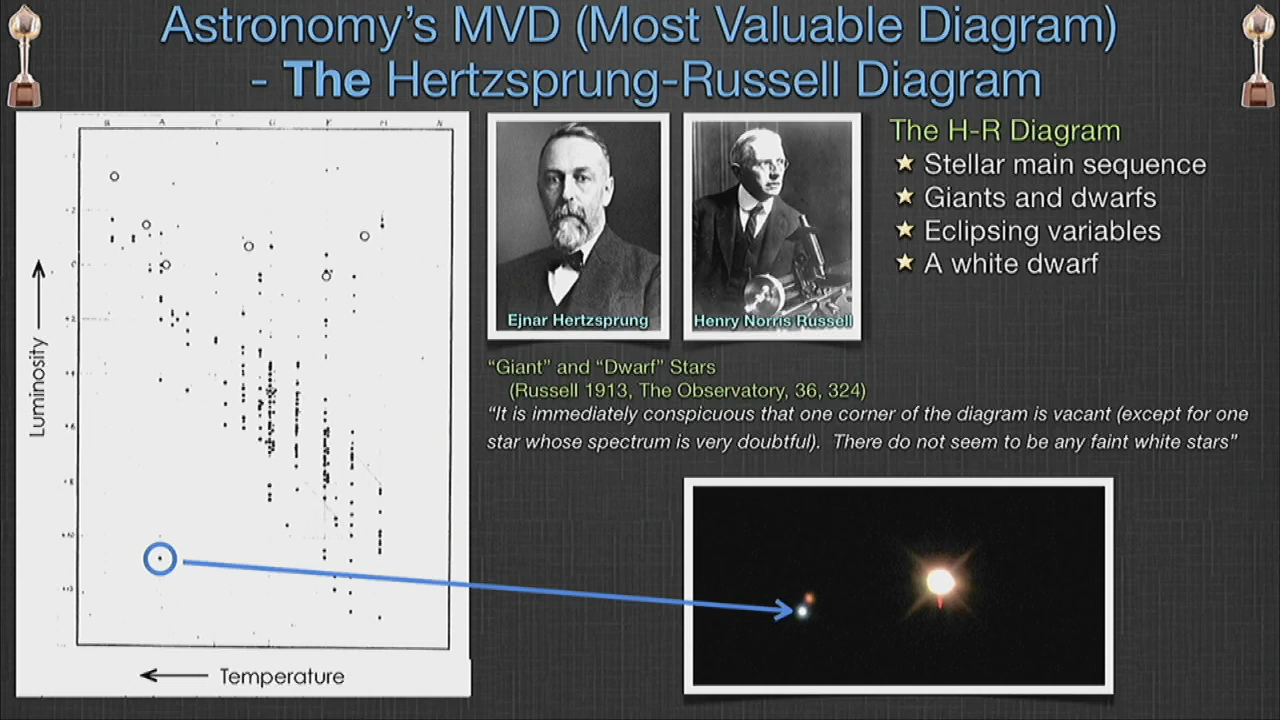 Astronomy's MVD (Most Valuable Diagram)
- The Hertzsprung-Russell Diagram
B A F G K M N
Luminosity
Temperature
Ejnar Hertzsprung
Henry Norris Russell
The H-R Diagram
Stellar main sequence
Giants and dwarfs
Eclipsing variables
A white dwarf
"Giant" and "Dwarf" Stars
(Russell 1913, The Observatory, 36, 324)
"It is immediately conspicuous that one corner of the diagram is vacant (except for one
star whose spectrum is very doubtful). There do not seem to be any faint white stars"